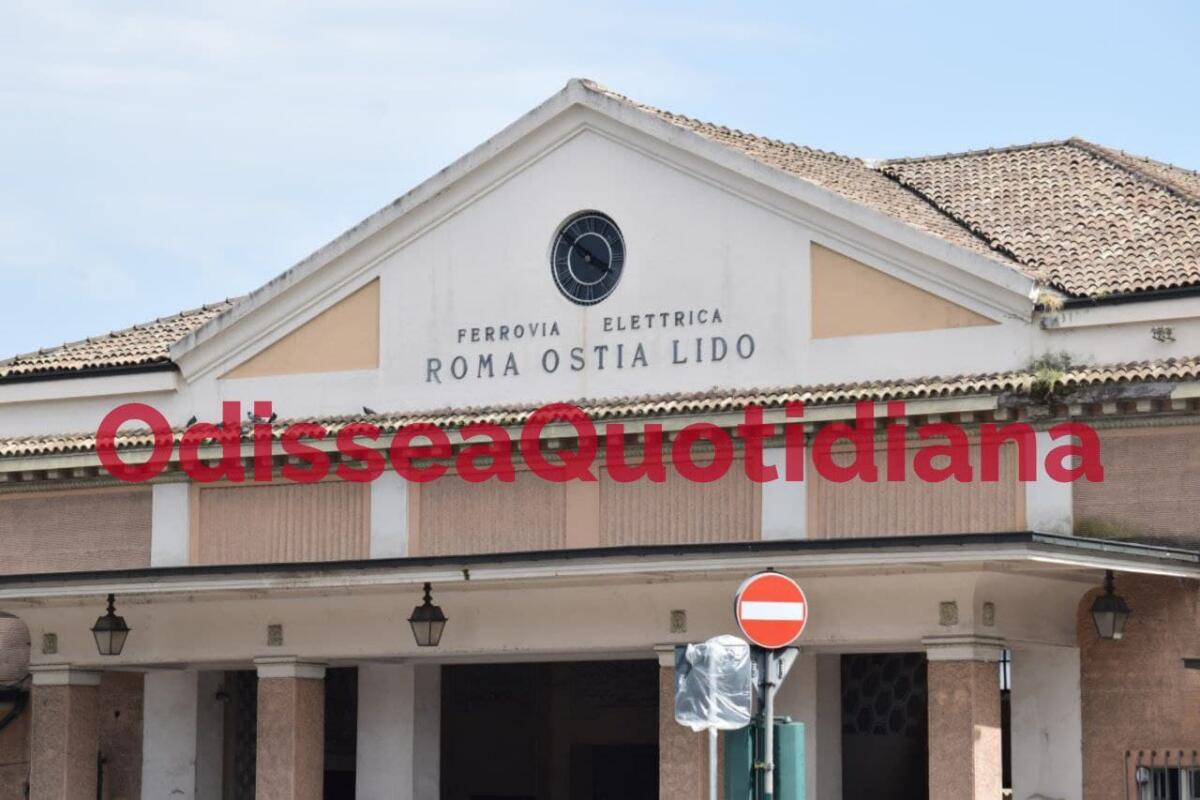 FERROVIA ELETTRICA
ROMA OSTIA LIDO
OdisseaQuotidiana